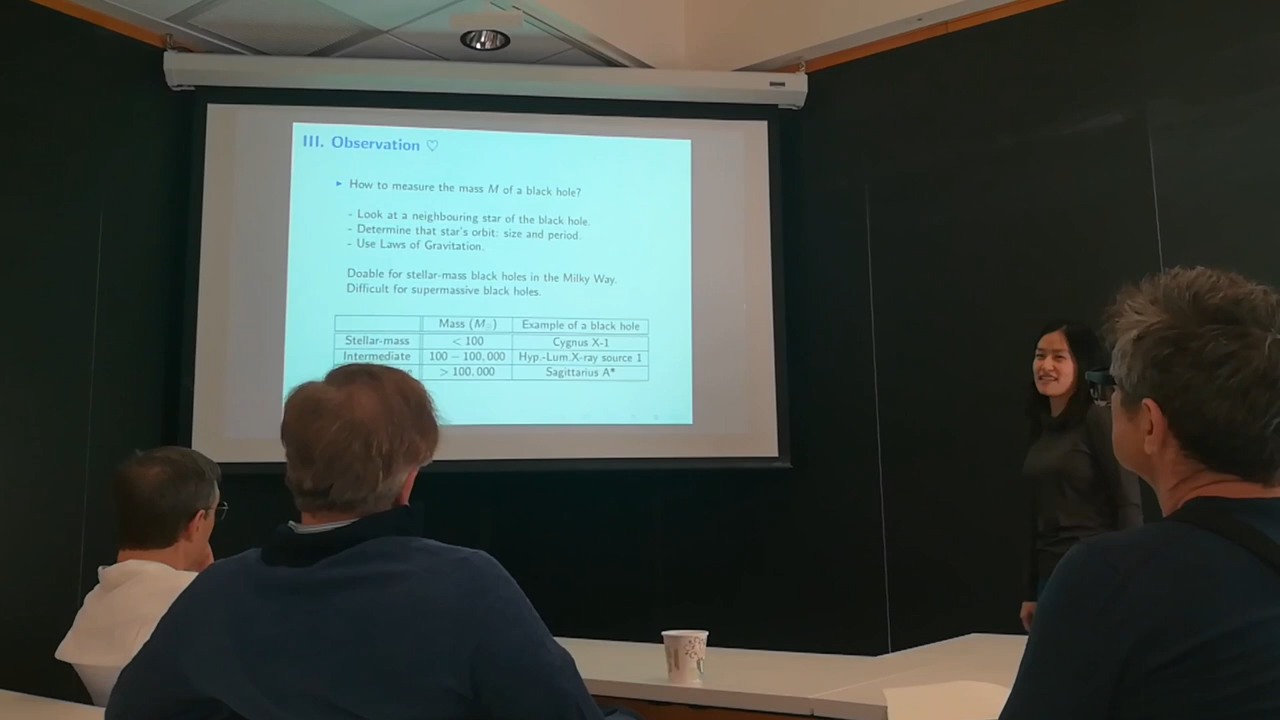 III. Observation ♡
► How to measure the mass M of a black hole?
- Look at a neighbouring star of the black hole.
- Determine that star's orbit: size and period.
- Use Laws of Gravitation.
Doable for stellar-mass black holes in the Milky Way.
Difficult for supermassive black holes.
Mass (M☉) Example of a black hole
Stellar-mass < 100 Cygnus X-1
Intermediate 100 − 100, 000 Hyp.-Lum.X-ray source 1
> 100, 000 Sagittarius A*